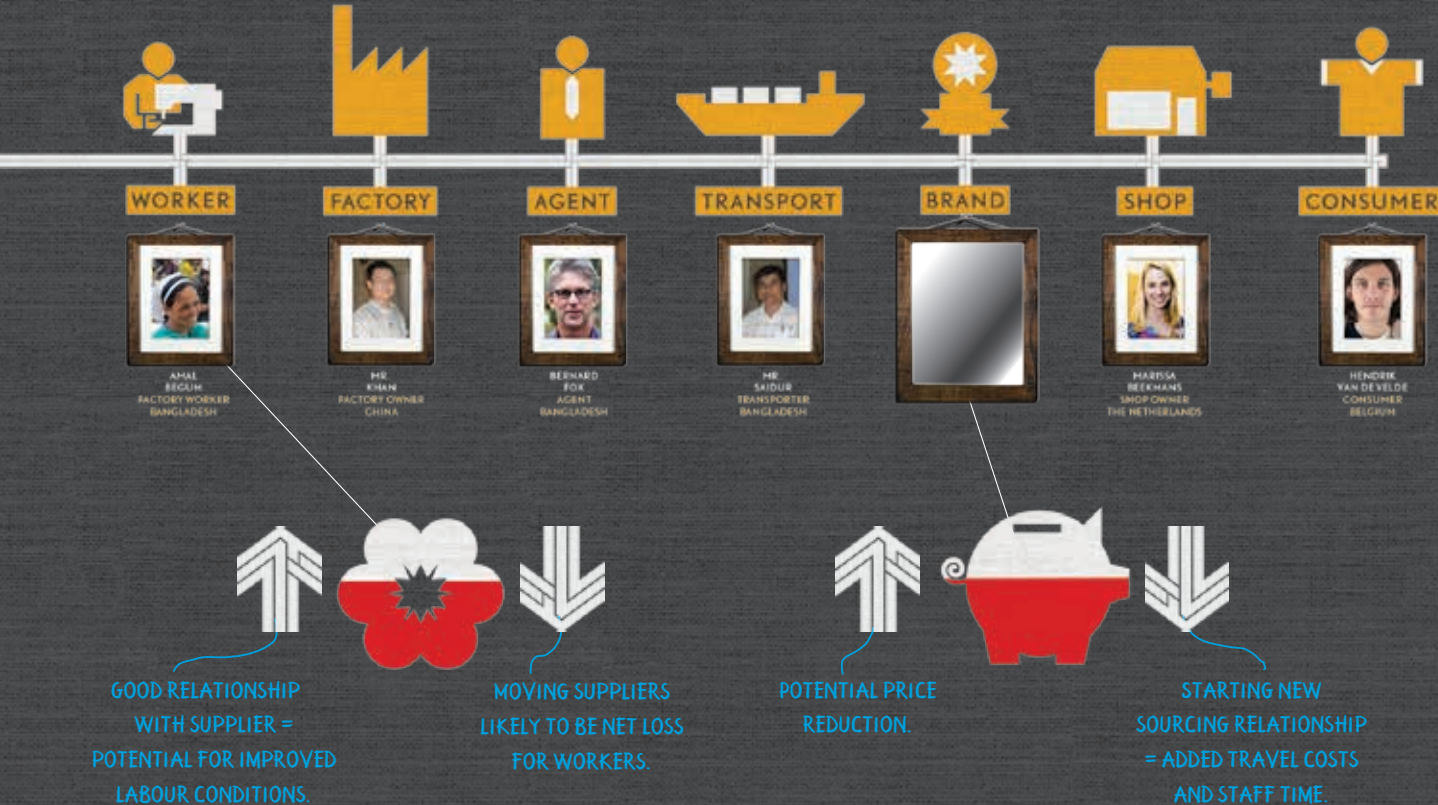 WORKER
FACTORY
AGENT
TRANSPORT
BRAND
SHOP
CONSUMER
AMAL
BEGUM
FACTORY WORKER
BANGLADESH
MR.
KHAN
FACTORY OWNER
CHINA
BERNARD
FOX
AGENT
BANGLADESH
MR.
SAIDUR
TRANSPORTER
BANGLADESH
MARISSA
BEEKMANS
SHOP OWNER
THE NETHERLANDS
HENDRIK
VAN DE VELDE
CONSUMER
BELGIUM
GOOD RELATIONSHIP
WITH SUPPLIER =
POTENTIAL FOR IMPROVED
LABOUR CONDITIONS.
MOVING SUPPLIERS
LIKELY TO BE NET LOSS
FOR WORKERS.
POTENTIAL PRICE
REDUCTION.
STARTING NEW
SOURCING RELATIONSHIP
= ADDED TRAVEL COSTS
AND STAFF TIME.